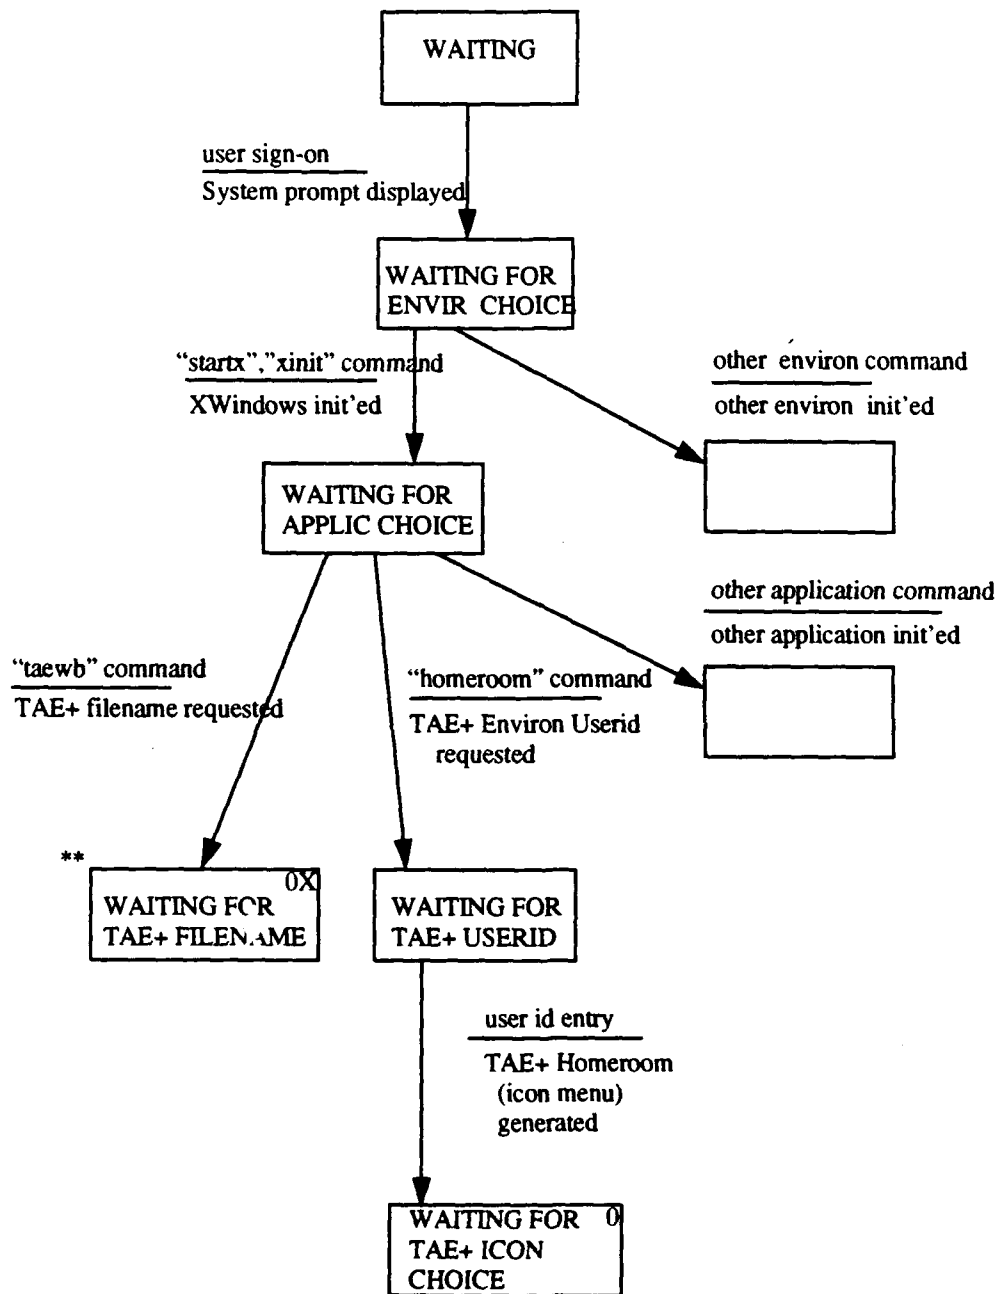 WAITING
user sign-on
System prompt displayed
WAITING FOR
ENVIR CHOICE
“startx”,”xinit” command
XWindows init'ed
other environ command
other environ init'ed
WAITING FOR
APPLIC CHOICE
other application command
other application init'ed
“taewb” command
TAE+ filename requested
“homeroom” command
TAE+ Environ Userid
requested
**
0X
WAITING FOR
TAE+ FILENAME
WAITING FOR
TAE+ USERID
user id entry
TAE+ Homeroom
(icon menu)
generated
WAITING FOR 0
TAE+ ICON
CHOICE